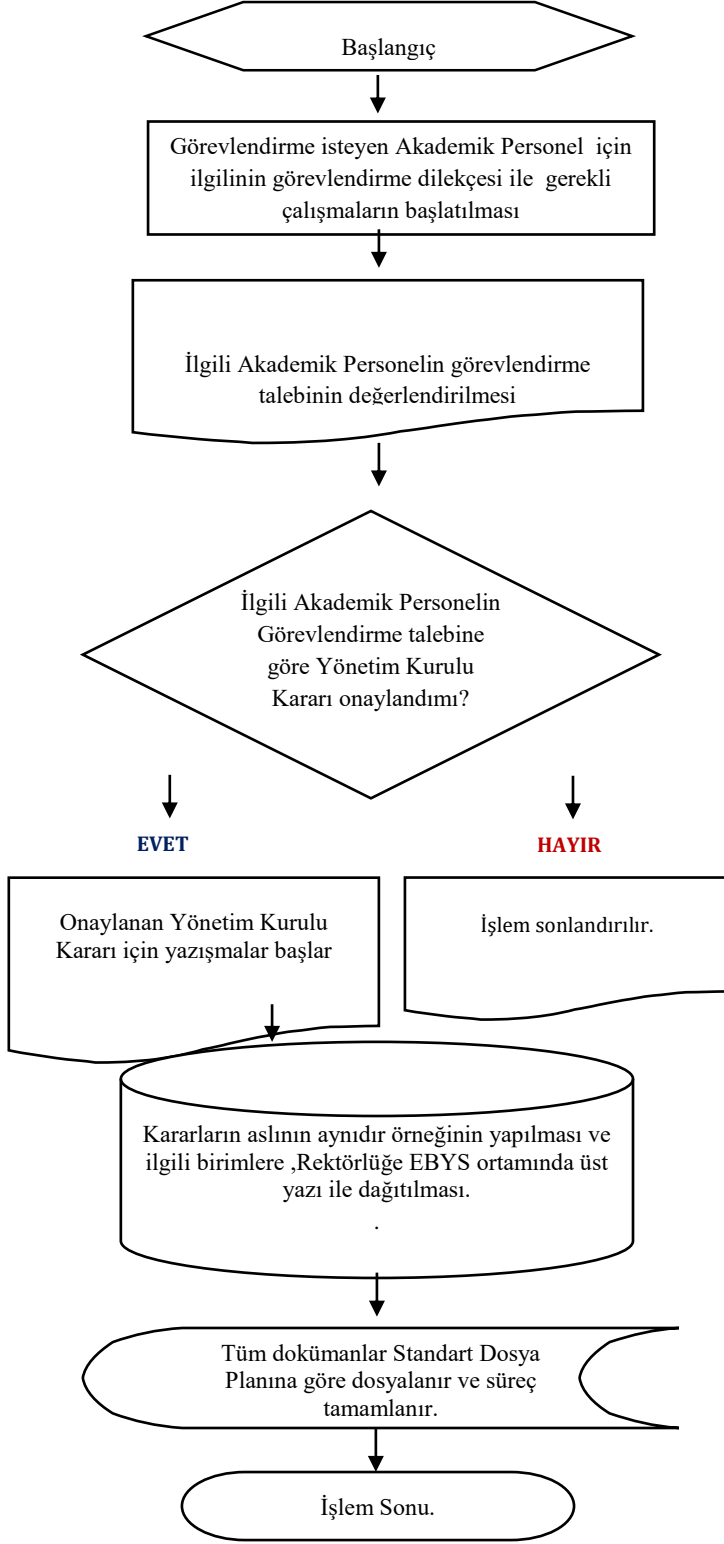 Başlangıç
Görevlendirme isteyen Akademik Personel için
ilgilinin görevlendirme dilekçesi ile gerekli
çalışmaların başlatılması
İlgili Akademik Personelin görevlendirme
talebinin değerlendirilmesi
İlgili Akademik Personelin
Görevlendirme talebine
göre Yönetim Kurulu
Kararı onaylandımı?
EVET
HAYIR
Onaylanan Yönetim Kurulu
Kararı için yazışmalar başlar
İşlem sonlandırılır.
Kararların aslının aynıdır örneğinin yapılması ve
ilgili birimlere ,Rektörlüğe EBYS ortamında üst
yazı ile dağıtılması.
.
Tüm dokümanlar Standart Dosya
Planına göre dosyalanır ve süreç
tamamlanır.
İşlem Sonu.